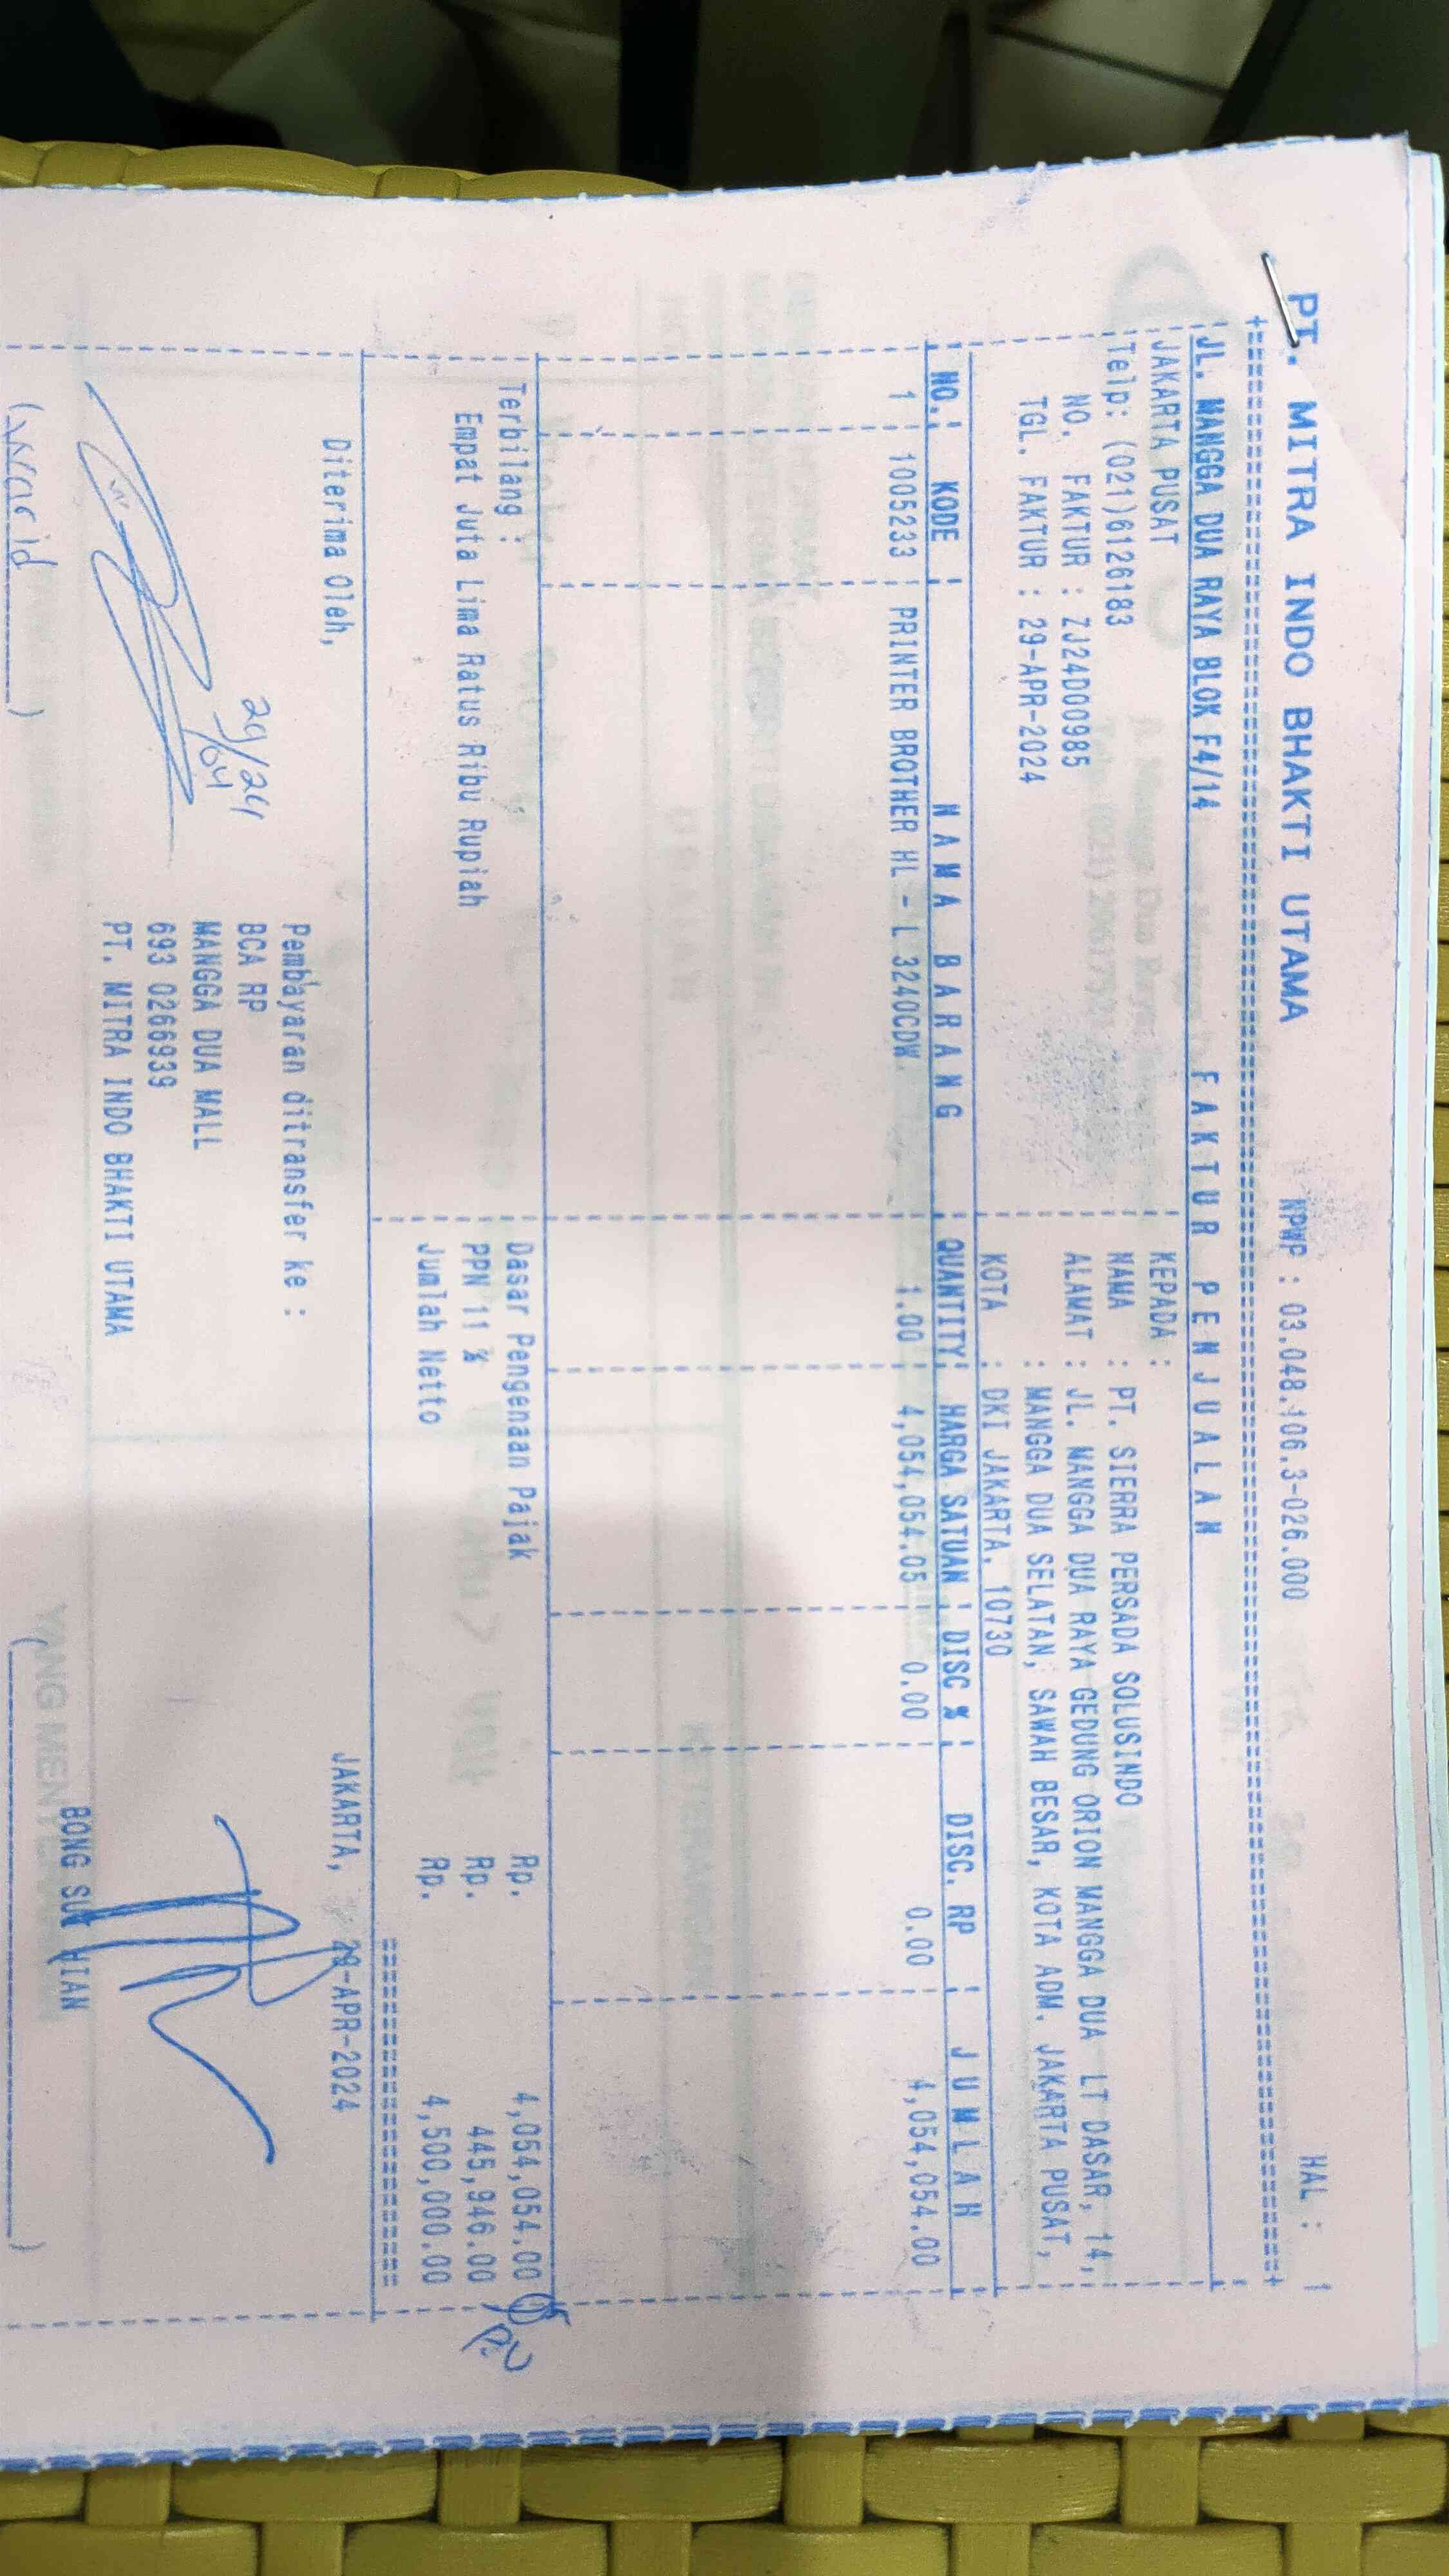 PT. MITRA INDO BHAKTI UTAMA NPWP : 03.048.106.3-026.000 HAL : 1
JL. MANGGA DUA RAYA BLOK F4/14 F A K T U R P E N J U A L A N
JAKARTA PUSAT KEPADA :
Telp: (021)6126183 NAMA : PT. SIERRA PERSADA SOLUSINDO
NO. FAKTUR : ZJ24D00985 ALAMAT : JL. MANGGA DUA RAYA GEDUNG ORION MANGGA DUA LT DASAR, 14,
TGL. FAKTUR : 29-APR-2024 : MANGGA DUA SELATAN, SAWAH BESAR, KOTA ADM. JAKARTA PUSAT,
KOTA : DKI JAKARTA. 10730
NO. KODE N A M A B A R A N G QUANTITY HARGA SATUAN DISC % DISC. RP J U M L A H
1 1005233 PRINTER BROTHER HL - L 3240CDW 1.00 4,054,054.05 0.00 0.00 4,054,054.00
Terbilang : Dasar Pengenaan Pajak Rp. 4,054,054.00
Empat Juta Lima Ratus Ribu Rupiah PPN 11 % Rp. 445,946.00
Jumlah Netto Rp. 4,500,000.00
Diterima Oleh, JAKARTA, 29-APR-2024
Pembayaran ditransfer ke :
29/24
04
BCA RP
MANGGA DUA MALL
693 0266939
PT. MITRA INDO BHAKTI UTAMA
BONG SUI HIAN
(Warid)